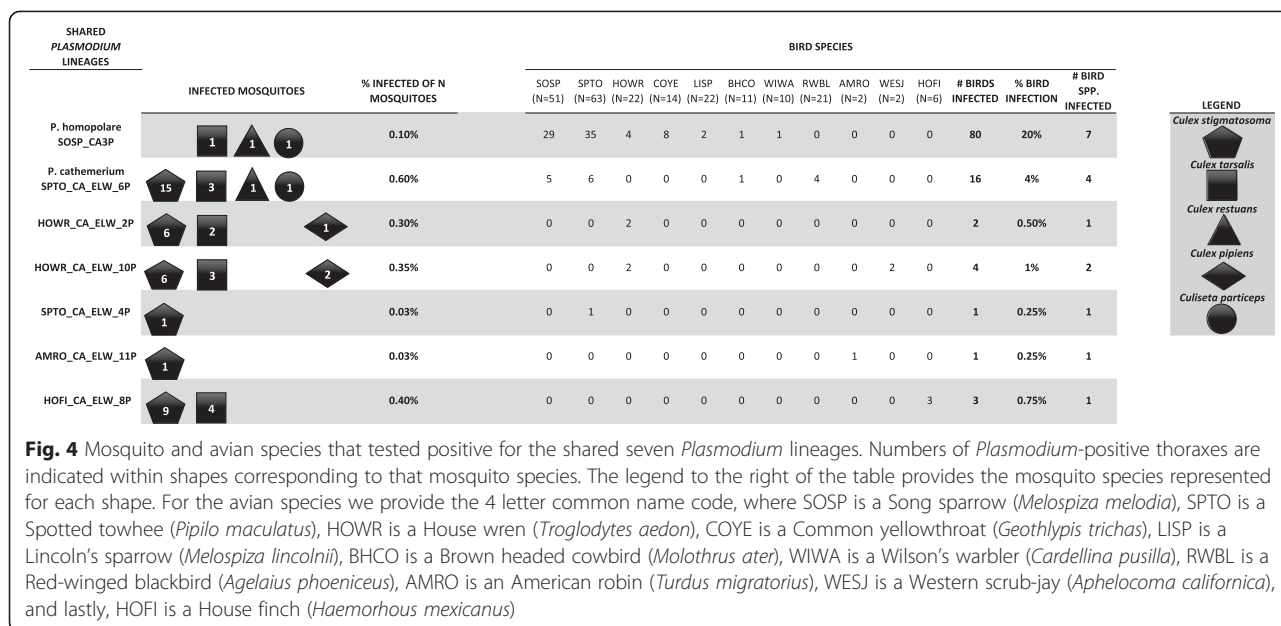 SHARED
PLASMODIUM
LINEAGES
BIRD SPECIES
INFECTED MOSQUITOES
% INFECTED OF N
MOSQUITOES
SOSP SPTO HOWR COYE LISP BHCO WIWA RWBL AMRO WESJ HOFI # BIRDS % BIRD # BIRD SPP.
(N=51) (N=63) (N=22) (N=14) (N=22) (N=11) (N=10) (N=21) (N=2) (N=2) (N=6) INFECTED INFECTION INFECTED
LEGEND
P. homopolare
SOSP_CA3P
1 1 1 0.10% 29 35 4 8 2 1 1 0 0 0 0 80 20% 7
P. cathemerium
SPTO_CA_ELW_6P
15 3 1 1 0.60% 5 6 0 0 0 1 0 4 0 0 0 16 4% 4
HOWR_CA_ELW_2P 6 2 1 0.30% 0 0 2 0 0 0 0 0 0 0 0 2 0.50% 1
HOWR_CA_ELW_10P 6 3 2 0.35% 0 0 2 0 0 0 0 0 0 2 0 4 1% 2
SPTO_CA_ELW_4P 1 0.03% 0 1 0 0 0 0 0 0 0 0 0 1 0.25% 1
AMRO_CA_ELW_11P 1 0.03% 0 0 0 0 0 0 0 0 1 0 0 1 0.25% 1
HOFI_CA_ELW_8P 9 4 0.40% 0 0 0 0 0 0 0 0 0 0 3 3 0.75% 1
Culex stigmatosoma
Culex tarsalis
Culex restuans
Culex pipiens
Culiseta particeps
Fig. 4 Mosquito and avian species that tested positive for the shared seven Plasmodium lineages. Numbers of Plasmodium-positive thoraxes are
indicated within shapes corresponding to that mosquito species. The legend to the right of the table provides the mosquito species represented
for each shape. For the avian species we provide the 4 letter common name code, where SOSP is a Song sparrow (Melospiza melodia), SPTO is a
Spotted towhee (Pipilo maculatus), HOWR is a House wren (Troglodytes aedon), COYE is a Common yellowthroat (Geothlypis trichas), LISP is a
Lincoln's sparrow (Melospiza lincolnii), BHCO is a Brown headed cowbird (Molothrus ater), WIWA is a Wilson's warbler (Cardellina pusilla), RWBL is a
Red-winged blackbird (Agelaius phoeniceus), AMRO is an American robin (Turdus migratorius), WESJ is a Western scrub-jay (Aphelocoma californica),
and lastly, HOFI is a House finch (Haemorhous mexicanus)